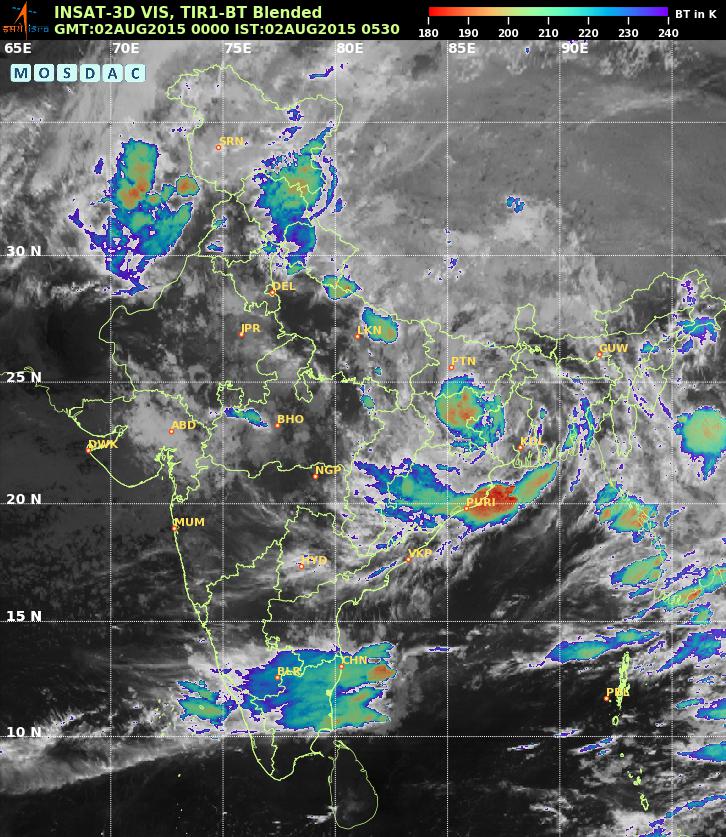 INSAT-3D VIS, TIR1-BT Blended
GMT:02AUG2015 0000 IST:02AUG2015 0530
BT in K
180 190 200 210 220 230 240
65E 70E 75E 80E 85E 90E
MOSDAC
SRN
30 N
DEL
JPR
LKN
GUW
PTN
25 N
ABD
BHO
DWK
KOL
NGP
20 N
PURI
MUM
VKP
HYD
15 N
CHN
BLR
PBL
10 N